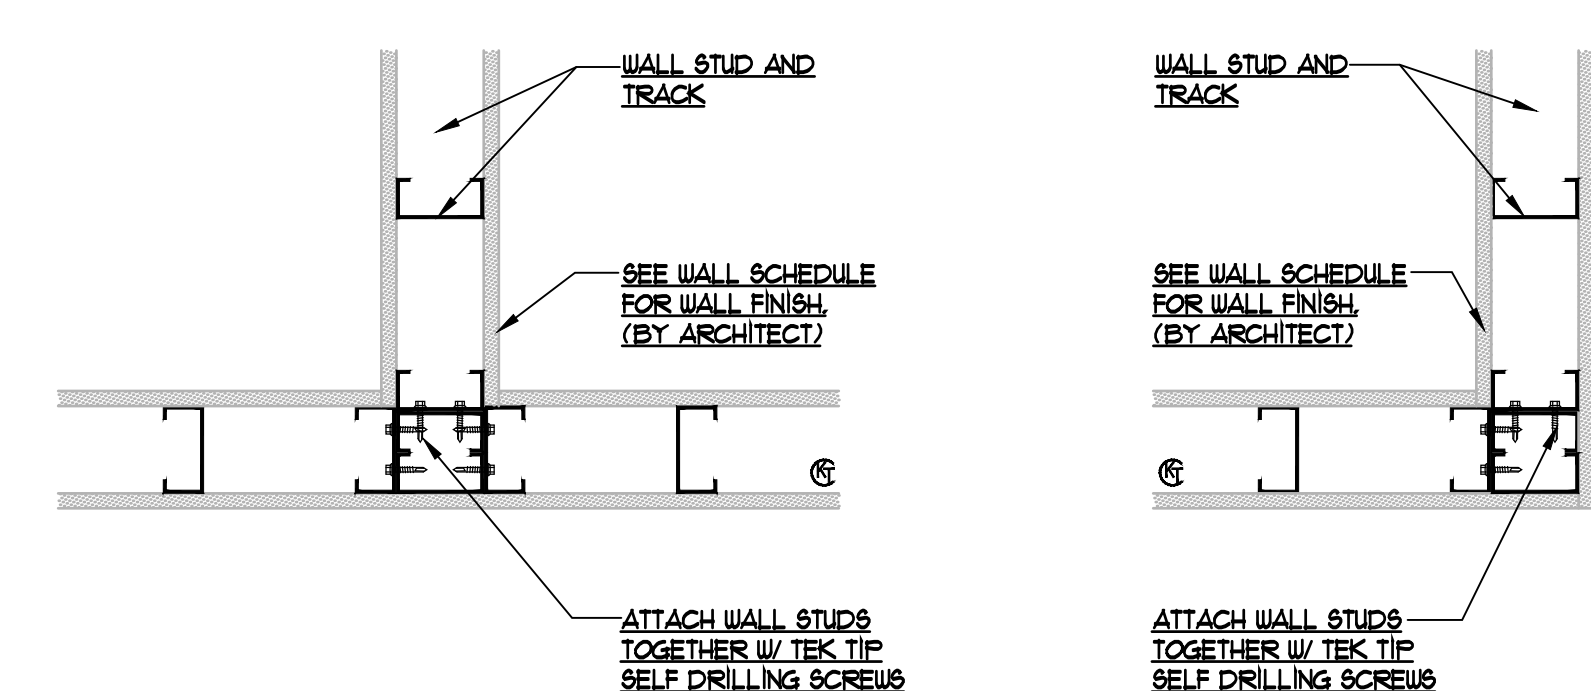 WALL STUD AND
TRACK
SEE WALL SCHEDULE
FOR WALL FINISH.
(BY ARCHITECT)
ATTACH WALL STUDS
TOGETHER W/ TEK TIP
SELF DRILLING SCREWS
WALL STUD AND
TRACK
SEE WALL SCHEDULE
FOR WALL FINISH.
(BY ARCHITECT)
ATTACH WALL STUDS
TOGETHER W/ TEK TIP
SELF DRILLING SCREWS